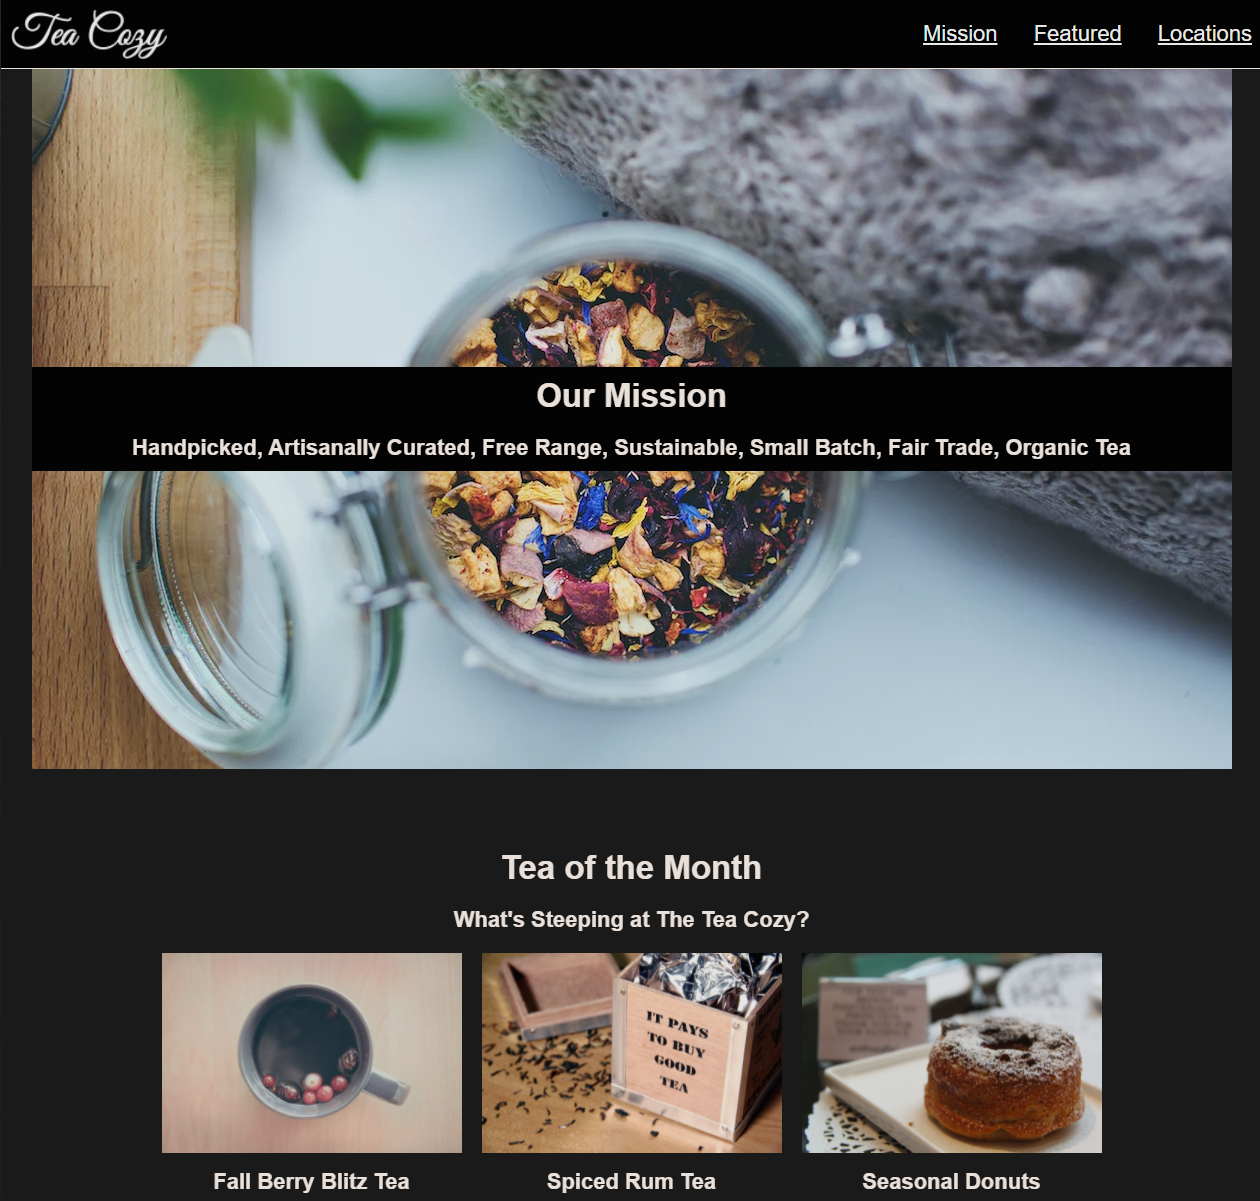 Tea Cozy
Mission Featured Locations
Our Mission
Handpicked, Artisanally Curated, Free Range, Sustainable, Small Batch, Fair Trade, Organic Tea
Tea of the Month
What's Steeping at The Tea Cozy?
IT PAYS
TO BUY
GOOD
TEA
Fall Berry Blitz Tea
Spiced Rum Tea
Seasonal Donuts